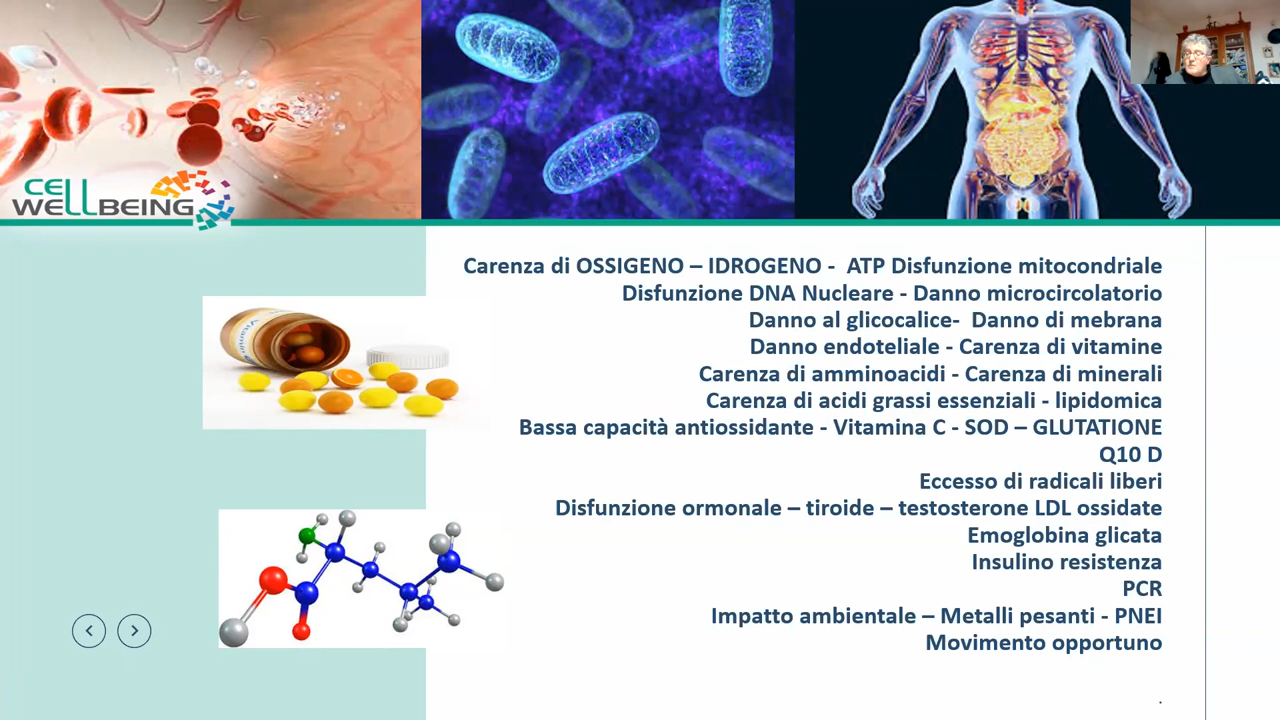 CELL
WELLBEING
Vitamin
Carenza di OSSIGENO – IDROGENO - ATP Disfunzione mitocondriale
Disfunzione DNA Nucleare - Danno microcircolatorio
Danno al glicocalice- Danno di mebrana
Danno endoteliale - Carenza di vitamine
Carenza di amminoacidi - Carenza di minerali
Carenza di acidi grassi essenziali - lipidomica
Bassa capacità antiossidante - Vitamina C - SOD – GLUTATIONE
Q10 D
Eccesso di radicali liberi
Disfunzione ormonale – tiroide – testosterone LDL ossidate
Emoglobina glicata
Insulino resistenza
PCR
Impatto ambientale – Metalli pesanti - PNEI
Movimento opportuno
.